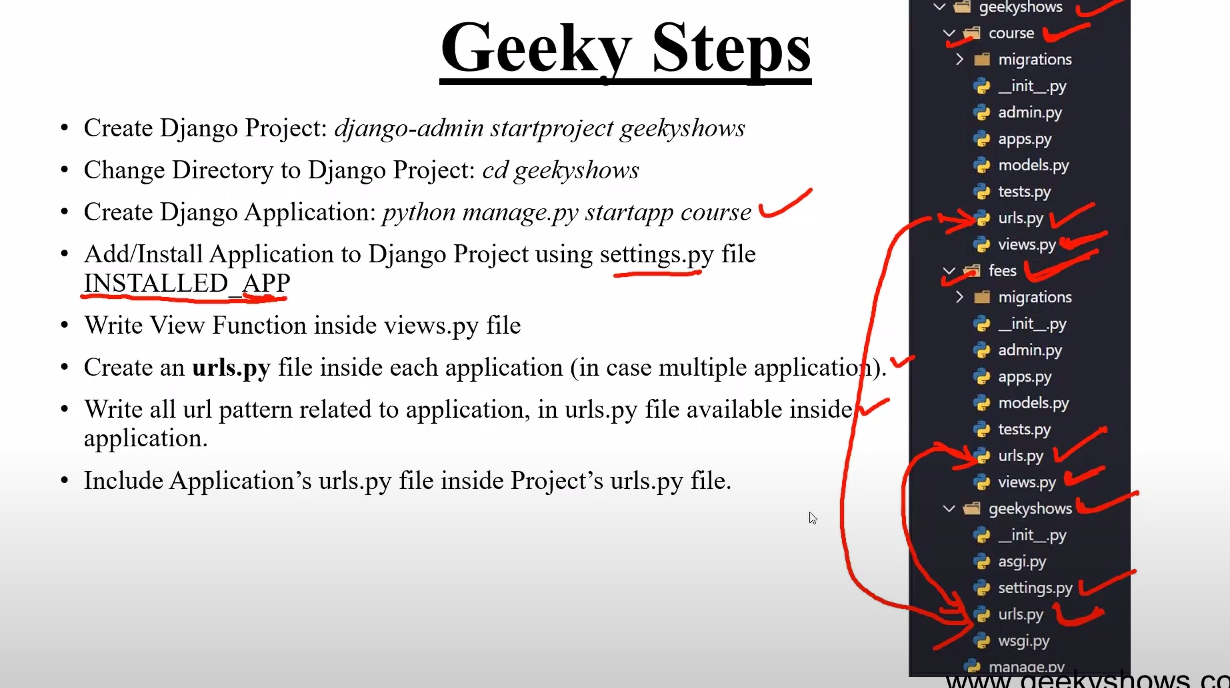 Geeky Steps
• Create Django Project: django-admin startproject geekyshows
• Change Directory to Django Project: cd geekyshows
• Create Django Application: python manage.py startapp course
• Add/Install Application to Django Project using settings.py file
INSTALLED_APP
• Write View Function inside views.py file
• Create an urls.py file inside each application (in case multiple application).
• Write all url pattern related to application, in urls.py file available inside
application.
• Include Application’s urls.py file inside Project’s urls.py file.
geekyshows
course
migrations
__init__.py
admin.py
apps.py
models.py
tests.py
urls.py
views.py
fees
migrations
__init__.py
admin.py
apps.py
models.py
tests.py
urls.py
views.py
geekyshows
__init__.py
asgi.py
settings.py
urls.py
wsgi.py
manage.py
www.geekyshows.co